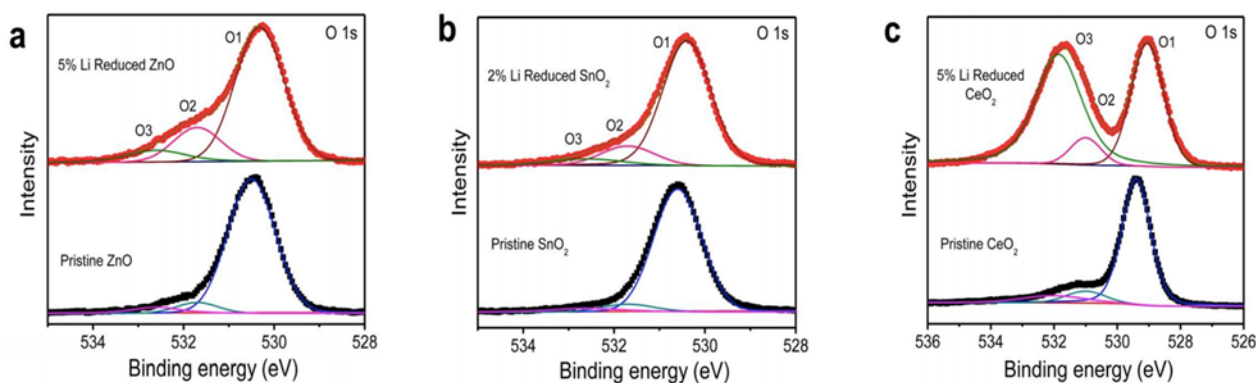 a
O 1s
O1
5% Li Reduced ZnO
O2
O3
Pristine ZnO
Intensity
534 532 530 528
Binding energy (eV)
b
O 1s
O1
2% Li Reduced SnO₂
O2
O3
Pristine SnO₂
Intensity
534 532 530 528
Binding energy (eV)
c
O 1s
O3
O1
5% Li Reduced
CeO₂
O2
Pristine CeO₂
Intensity
536 534 532 530 528 526
Binding energy (eV)